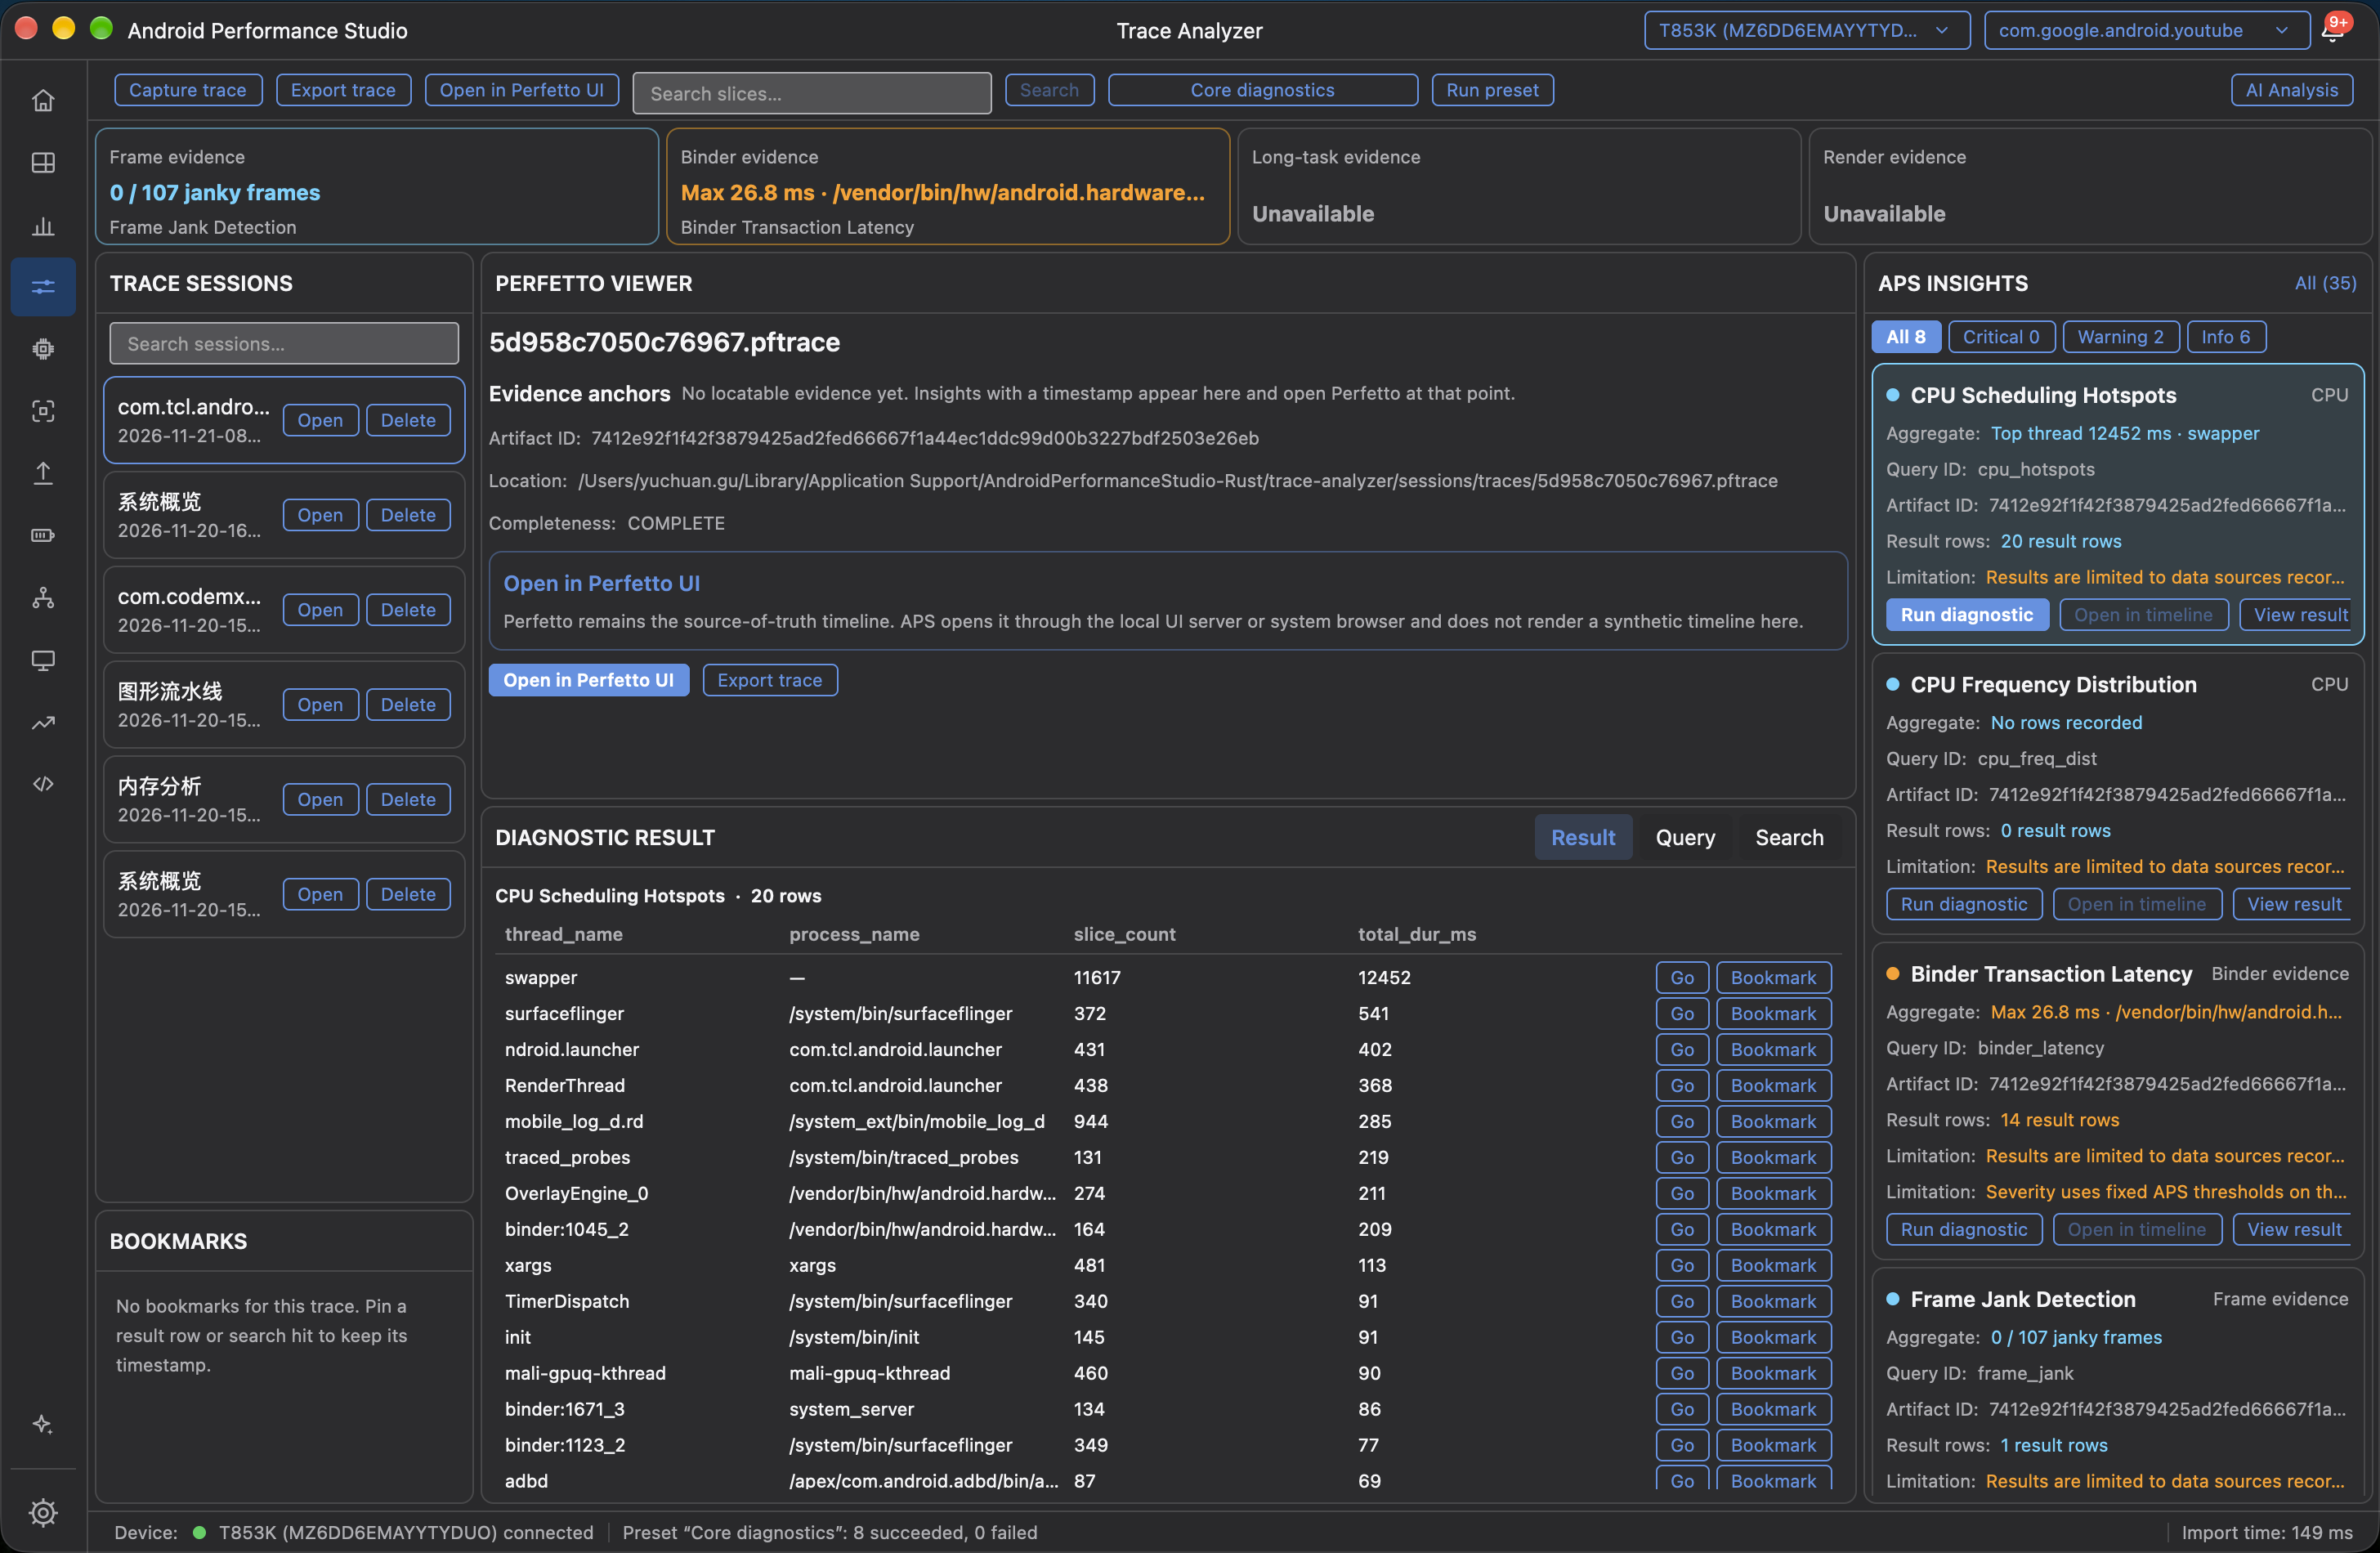 Android Performance Studio
Trace Analyzer
T853K (MZ6DD6EMAYYTYD...
com.google.android.youtube
9+
Capture trace
Export trace
Open in Perfetto UI
Search slices...
Search
Core diagnostics
Run preset
AI Analysis
Frame evidence
0 / 107 janky frames
Frame Jank Detection
Binder evidence
Max 26.8 ms · /vendor/bin/hw/android.hardware...
Binder Transaction Latency
Long-task evidence
Unavailable
Render evidence
Unavailable
TRACE SESSIONS
Search sessions...
com.tcl.andro...
2026-11-21-08...
Open
Delete
系统概览
2026-11-20-16...
Open
Delete
com.codemx...
2026-11-20-15...
Open
Delete
图形流水线
2026-11-20-15...
Open
Delete
内存分析
2026-11-20-15...
Open
Delete
系统概览
2026-11-20-15...
Open
Delete
BOOKMARKS
No bookmarks for this trace. Pin a
result row or search hit to keep its
timestamp.
PERFETTO VIEWER
5d958c7050c76967.pftrace
Evidence anchors No locatable evidence yet. Insights with a timestamp appear here and open Perfetto at that point.
Artifact ID: 7412e92f1f42f3879425ad2fed66667f1a44ec1ddc99d00b3227bdf2503e26eb
Location: /Users/yuchuan.gu/Library/Application Support/AndroidPerformanceStudio-Rust/trace-analyzer/sessions/traces/5d958c7050c76967.pftrace
Completeness: COMPLETE
Open in Perfetto UI
Perfetto remains the source-of-truth timeline. APS opens it through the local UI server or system browser and does not render a synthetic timeline here.
Open in Perfetto UI
Export trace
DIAGNOSTIC RESULT
Result
Query
Search
CPU Scheduling Hotspots · 20 rows
thread_name process_name slice_count total_dur_ms
swapper — 11617 12452 Go Bookmark
surfaceflinger /system/bin/surfaceflinger 372 541 Go Bookmark
ndroid.launcher com.tcl.android.launcher 431 402 Go Bookmark
RenderThread com.tcl.android.launcher 438 368 Go Bookmark
mobile_log_d.rd /system_ext/bin/mobile_log_d 944 285 Go Bookmark
traced_probes /system/bin/traced_probes 131 219 Go Bookmark
OverlayEngine_0 /vendor/bin/hw/android.hardw... 274 211 Go Bookmark
binder:1045_2 /vendor/bin/hw/android.hardw... 164 209 Go Bookmark
xargs xargs 481 113 Go Bookmark
TimerDispatch /system/bin/surfaceflinger 340 91 Go Bookmark
init /system/bin/init 145 91 Go Bookmark
mali-gpuq-kthread mali-gpuq-kthread 460 90 Go Bookmark
binder:1671_3 system_server 134 86 Go Bookmark
binder:1123_2 /system/bin/surfaceflinger 349 77 Go Bookmark
adbd /apex/com.android.adbd/bin/a... 87 69 Go Bookmark
APS INSIGHTS
All (35)
All 8
Critical 0
Warning 2
Info 6
CPU Scheduling Hotspots CPU
Aggregate: Top thread 12452 ms · swapper
Query ID: cpu_hotspots
Artifact ID: 7412e92f1f42f3879425ad2fed66667f1a...
Result rows: 20 result rows
Limitation: Results are limited to data sources recor...
Run diagnostic
Open in timeline
View result
CPU Frequency Distribution CPU
Aggregate: No rows recorded
Query ID: cpu_freq_dist
Artifact ID: 7412e92f1f42f3879425ad2fed66667f1a...
Result rows: 0 result rows
Limitation: Results are limited to data sources recor...
Run diagnostic
Open in timeline
View result
Binder Transaction Latency Binder evidence
Aggregate: Max 26.8 ms · /vendor/bin/hw/android.h...
Query ID: binder_latency
Artifact ID: 7412e92f1f42f3879425ad2fed66667f1a...
Result rows: 14 result rows
Limitation: Results are limited to data sources recor...
Limitation: Severity uses fixed APS thresholds on th...
Run diagnostic
Open in timeline
View result
Frame Jank Detection Frame evidence
Aggregate: 0 / 107 janky frames
Query ID: frame_jank
Artifact ID: 7412e92f1f42f3879425ad2fed66667f1a...
Result rows: 1 result rows
Limitation: Results are limited to data sources recor...
Device: T853K (MZ6DD6EMAYYTYDUO) connected
Preset “Core diagnostics”: 8 succeeded, 0 failed
Import time: 149 ms